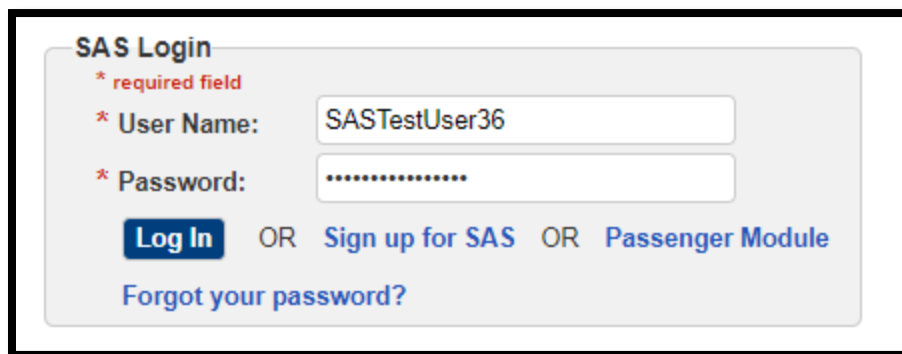 SAS Login
* required field
* User Name: SASTestUser36
* Password: ••••••••••••••••
Log In OR Sign up for SAS OR Passenger Module
Forgot your password?